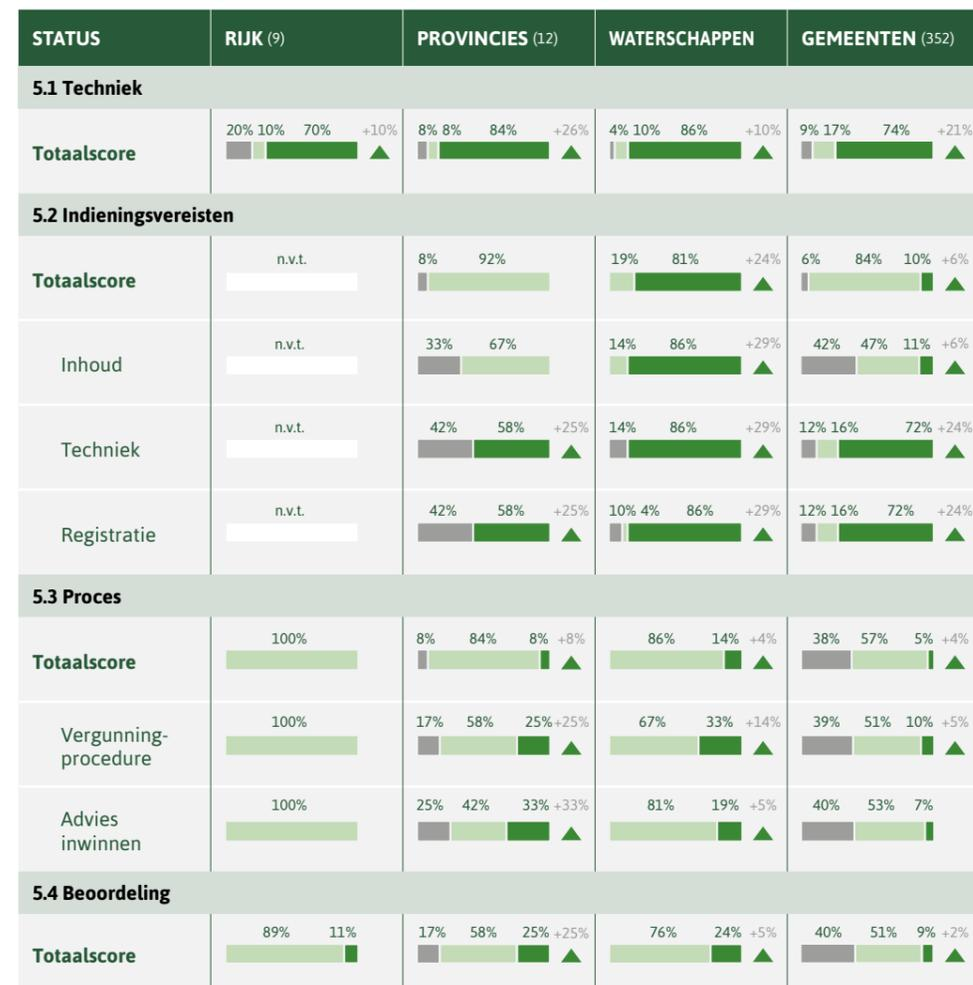 STATUS RIJK (9) PROVINCIES (12) WATERSCHAPPEN GEMEENTEN (352)
5.1 Techniek
20% 10% 70% +10% 8% 8% 84% +26% 4% 10% 86% +10% 9% 17% 74% +21%
Totaalscore
5.2 Indieningsvereisten
n.v.t. 8% 92% 19% 81% +24% 6% 84% 10% +6%
Totaalscore
n.v.t. 33% 67% 14% 86% +29% 42% 47% 11% +6%
Inhoud
n.v.t. 42% 58% +25% 14% 86% +29% 12% 16% 72% +24%
Techniek
n.v.t. 42% 58% +25% 10% 4% 86% +29% 12% 16% 72% +24%
Registratie
5.3 Proces
100% 8% 84% 8% +8% 86% 14% +4% 38% 57% 5% +4%
Totaalscore
100% 17% 58% 25% +25% 67% 33% +14% 39% 51% 10% +5%
Vergunning-
procedure
100% 25% 42% 33% +33% 81% 19% +5% 40% 53% 7%
Advies
inwinnen
5.4 Beoordeling
89% 11% 17% 58% 25% +25% 76% 24% +5% 40% 51% 9% +2%
Totaalscore